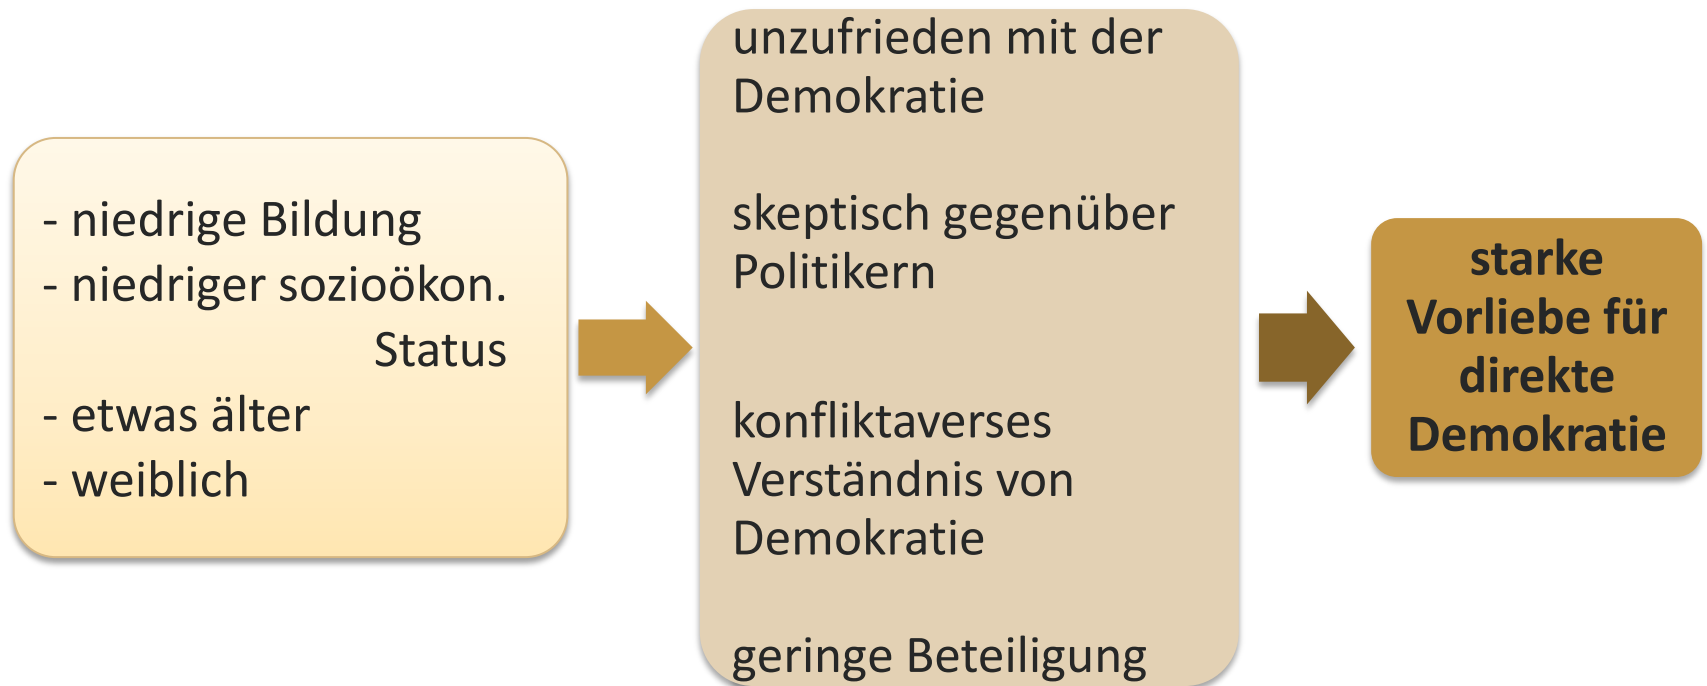 - niedrige Bildung
- niedriger sozioökon.
Status
- etwas älter
- weiblich
unzufrieden mit der
Demokratie
skeptisch gegenüber
Politikern
konfliktaverses
Verständnis von
Demokratie
geringe Beteiligung
starke
Vorliebe für
direkte
Demokratie